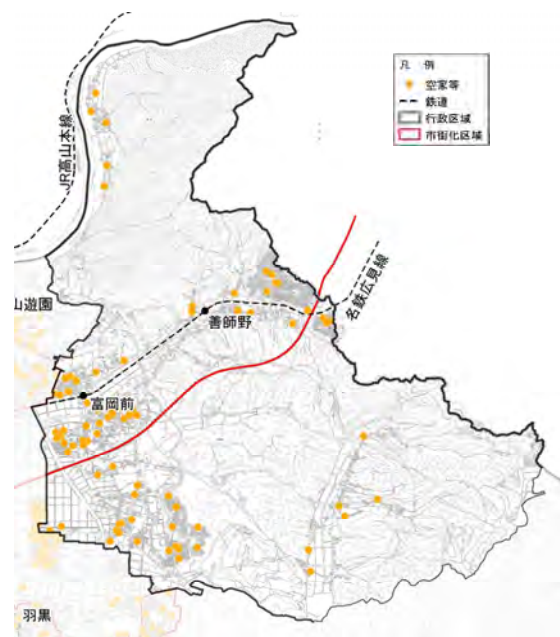 凡 例
空家等
鉄道
行政区域
市街化区域
JR高山本線
名鉄広見線
山遊園
善師野
富岡前
羽黒